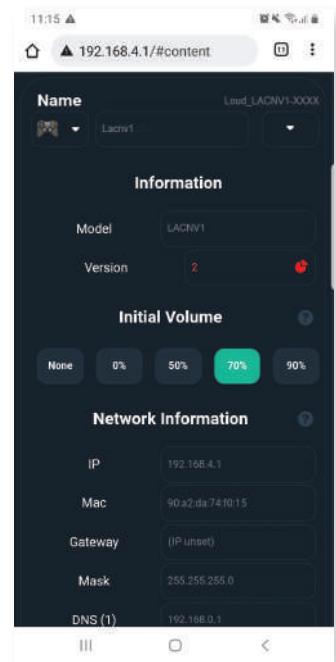 11:15
192.168.4.1/#content
Name Loud_LACNV1-XXXX
Lacnv1
Information
Model LACNV1
Version 2
Initial Volume ?
None 0% 50% 70% 90%
Network Information ?
IP 192.168.4.1
Mac 90:a2:da:74:f0:15
Gateway (IP unset)
Mask 255.255.255.0
DNS (1) 192.168.0.1